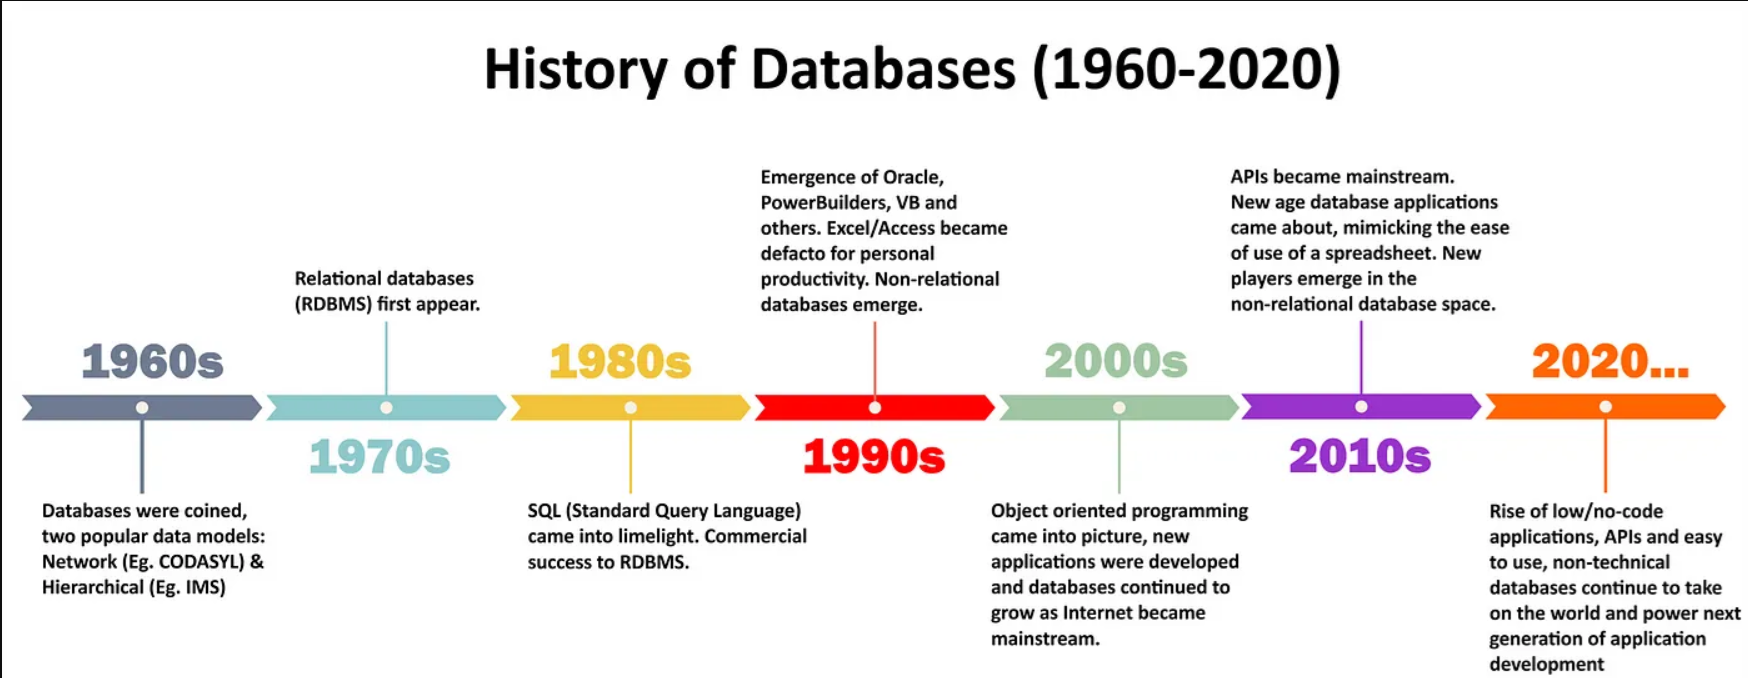 History of Databases (1960-2020)
1960s
Databases were coined,
two popular data models:
Network (Eg. CODASYL) &
Hierarchical (Eg. IMS)
Relational databases
(RDBMS) first appear.
1970s
1980s
SQL (Standard Query Language)
came into limelight. Commercial
success to RDBMS.
Emergence of Oracle,
PowerBuilders, VB and
others. Excel/Access became
defacto for personal
productivity. Non-relational
databases emerge.
1990s
2000s
Object oriented programming
came into picture, new
applications were developed
and databases continued to
grow as Internet became
mainstream.
APIs became mainstream.
New age database applications
came about, mimicking the ease
of use of a spreadsheet. New
players emerge in the
non-relational database space.
2010s
2020...
Rise of low/no-code
applications, APIs and easy
to use, non-technical
databases continue to take
on the world and power next
generation of application
development